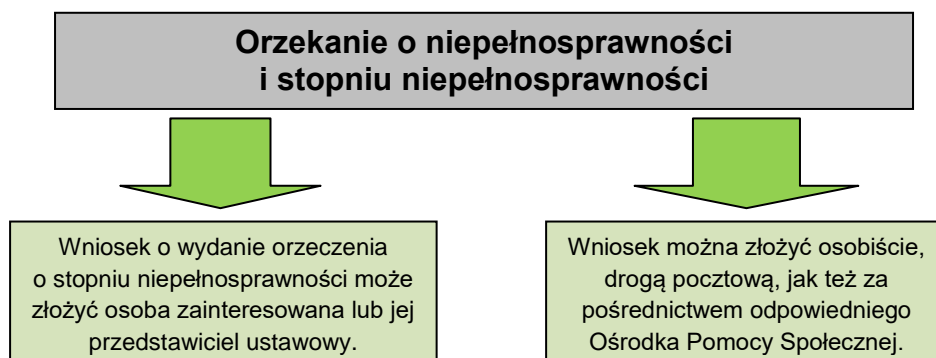 Orzekanie o niepełnosprawności
i stopniu niepełnosprawności
Wniosek o wydanie orzeczenia
o stopniu niepełnosprawności może
złożyć osoba zainteresowana lub jej
przedstawiciel ustawowy.
Wniosek można złożyć osobiście,
drogą pocztową, jak też za
pośrednictwem odpowiedniego
Ośrodka Pomocy Społecznej.